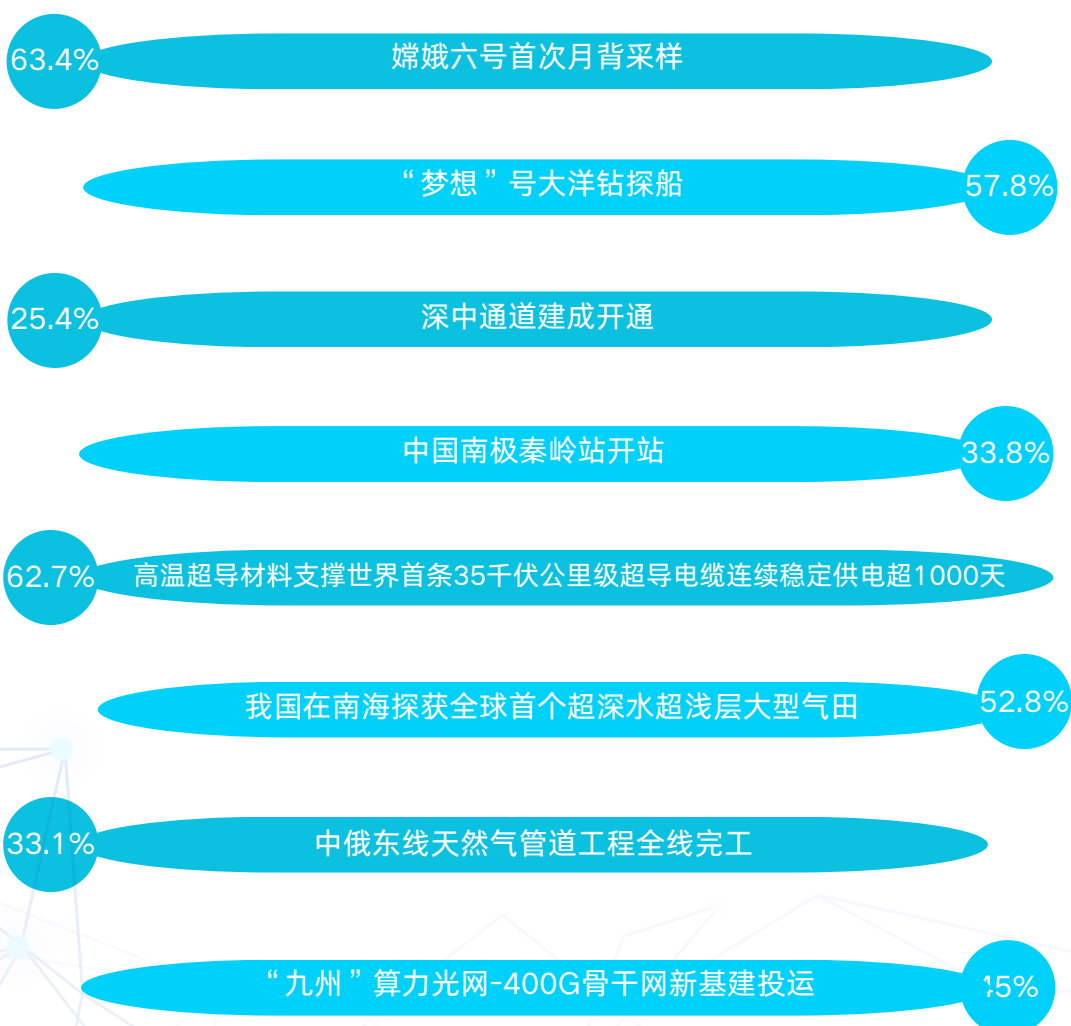 63.4%
嫦娥六号首次月背采样
“梦想”号大洋钻探船
57.8%
25.4%
深中通道建成开通
中国南极秦岭站开站
33.8%
62.7%
高温超导材料支撑世界首条35千伏公里级超导电缆连续稳定供电超1000天
我国在南海探获全球首个超深水超浅层大型气田
52.8%
33.1%
中俄东线天然气管道工程全线完工
“九州”算力光网-400G骨干网新基建投运